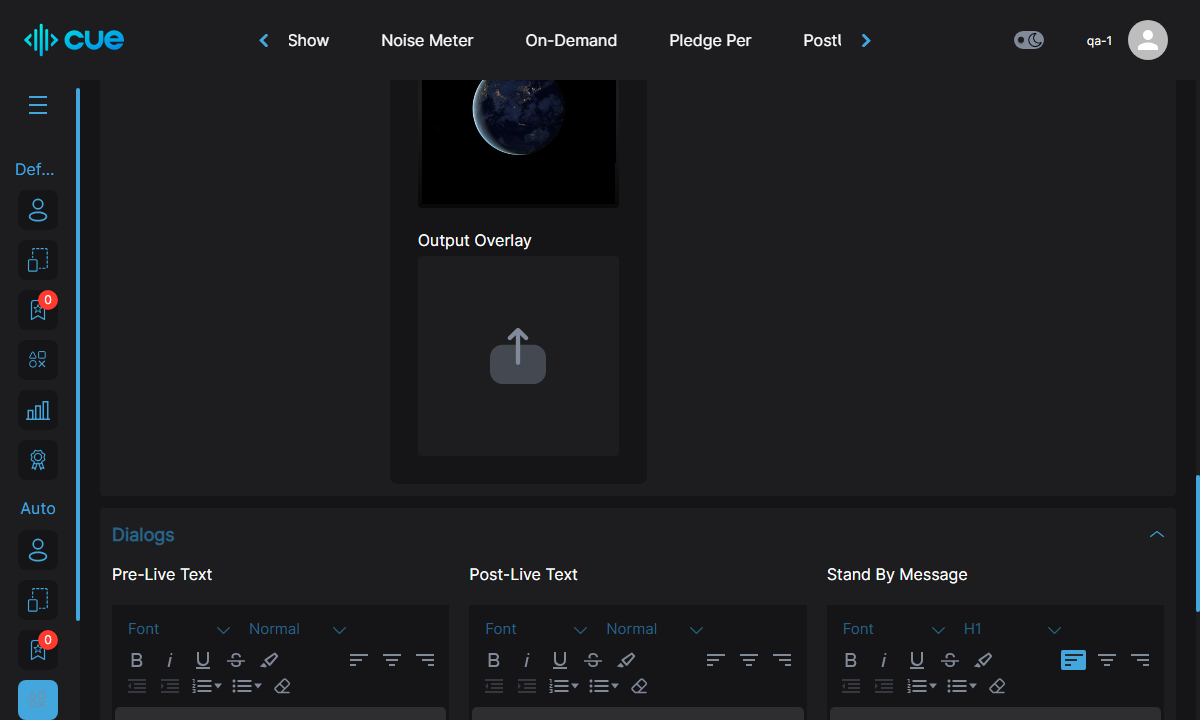 cue
Show
Noise Meter
On-Demand
Pledge Per
qa-1
Def...
0
Auto
0
Output Overlay
Dialogs
Pre-Live Text
Post-Live Text
Stand By Message
Font
Normal
Font
Normal
Font
H1
B i U S
B i U S
B i U S